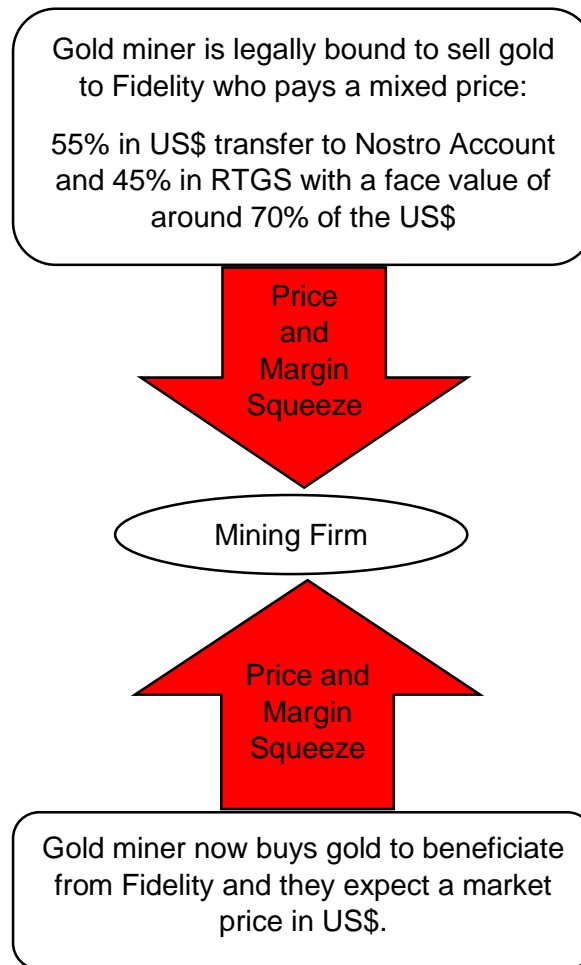 Gold miner is legally bound to sell gold
to Fidelity who pays a mixed price:
55% in US$ transfer to Nostro Account
and 45% in RTGS with a face value of
around 70% of the US$
Price
and
Margin
Squeeze
Mining Firm
Price and
Margin
Squeeze
Gold miner now buys gold to beneficiate
from Fidelity and they expect a market
price in US$.